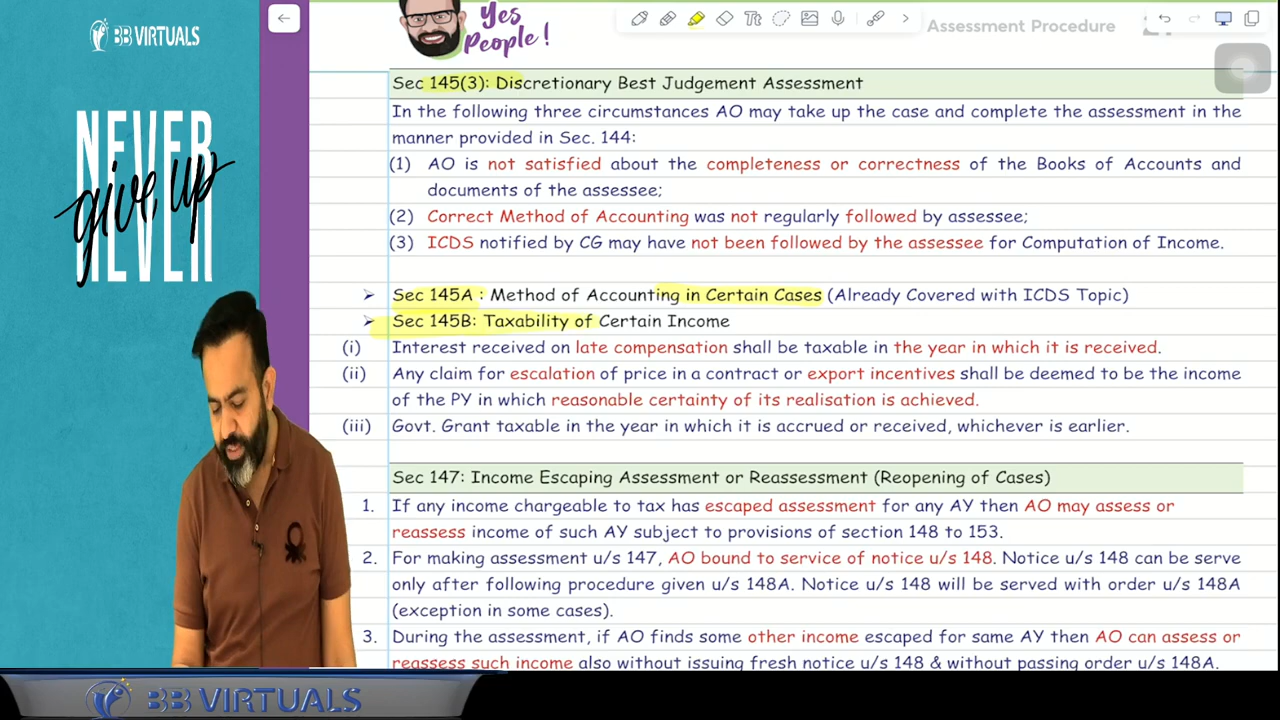 BB VIRTUALS
Yes
People!
Assessment Procedure
NEVER
give up
NEVER
Sec 145(3): Discretionary Best Judgement Assessment
In the following three circumstances AO may take up the case and complete the assessment in the
manner provided in Sec. 144:
(1) AO is not satisfied about the completeness or correctness of the Books of Accounts and
documents of the assessee;
(2) Correct Method of Accounting was not regularly followed by assessee;
(3) ICDS notified by CG may have not been followed by the assessee for Computation of Income.
➢ Sec 145A : Method of Accounting in Certain Cases (Already Covered with ICDS Topic)
➢ Sec 145B: Taxability of Certain Income
(i) Interest received on late compensation shall be taxable in the year in which it is received.
(ii) Any claim for escalation of price in a contract or export incentives shall be deemed to be the income
of the PY in which reasonable certainty of its realisation is achieved.
(iii) Govt. Grant taxable in the year in which it is accrued or received, whichever is earlier.
Sec 147: Income Escaping Assessment or Reassessment (Reopening of Cases)
1. If any income chargeable to tax has escaped assessment for any AY then AO may assess or
reassess income of such AY subject to provisions of section 148 to 153.
2. For making assessment u/s 147, AO bound to service of notice u/s 148. Notice u/s 148 can be serve
only after following procedure given u/s 148A. Notice u/s 148 will be served with order u/s 148A
(exception in some cases).
3. During the assessment, if AO finds some other income escaped for same AY then AO can assess or
reassess such income also without issuing fresh notice u/s 148 & without passing order u/s 148A.
BB VIRTUALS